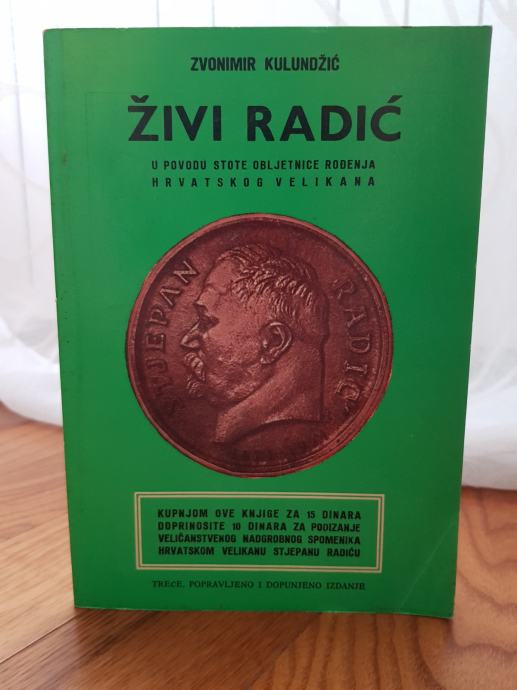 ZVONIMIR KULUNDŽIĆ
ŽIVI RADIĆ
U POVODU STOTE OBLJETNICE ROĐENJA
HRVATSKOG VELIKANA
STJEPAN RADIĆ
KUPNJOM OVE KNJIGE ZA 15 DINARA
DOPRINOSITE 10 DINARA ZA PODIZANJE
VELIČANSTVENOG NADGROBNOG SPOMENIKA
HRVATSKOM VELIKANU STJEPANU RADIĆU
TREĆE, POPRAVLJENO I DOPUNJENO IZDANJE